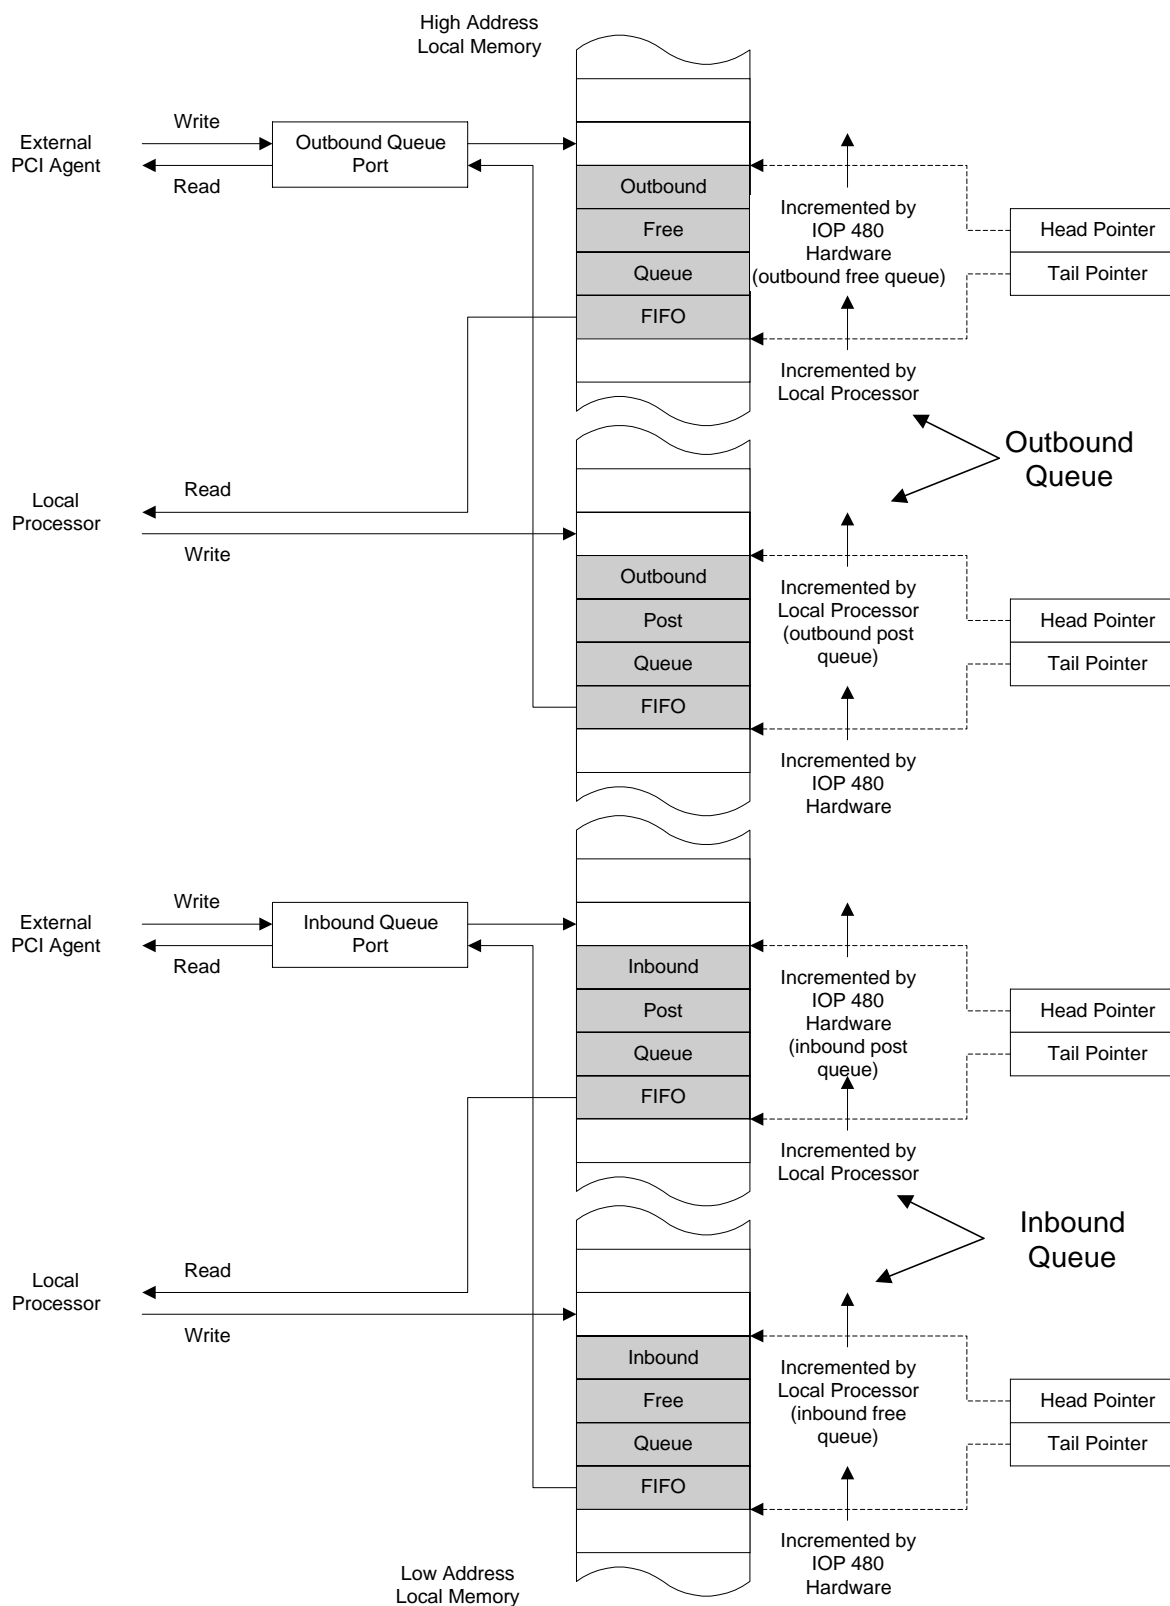 High Address
Local Memory
Write
External
PCI Agent
Outbound Queue
Port
Read
Outbound
Free
Queue
FIFO
Incremented by
IOP 480
Hardware
(outbound free queue)
Head Pointer
Tail Pointer
Incremented by
Local Processor
Outbound
Queue
Read
Local
Processor
Write
Outbound
Post
Queue
FIFO
Incremented by
Local Processor
(outbound post
queue)
Head Pointer
Tail Pointer
Incremented by
IOP 480
Hardware
Write
External
PCI Agent
Inbound Queue
Port
Read
Inbound
Post
Queue
FIFO
Incremented by
IOP 480
Hardware
(inbound post
queue)
Head Pointer
Tail Pointer
Incremented by
Local Processor
Inbound
Queue
Read
Local
Processor
Write
Inbound
Free
Queue
FIFO
Incremented by
Local Processor
(inbound free
queue)
Head Pointer
Tail Pointer
Incremented by
IOP 480
Hardware
Low Address
Local Memory